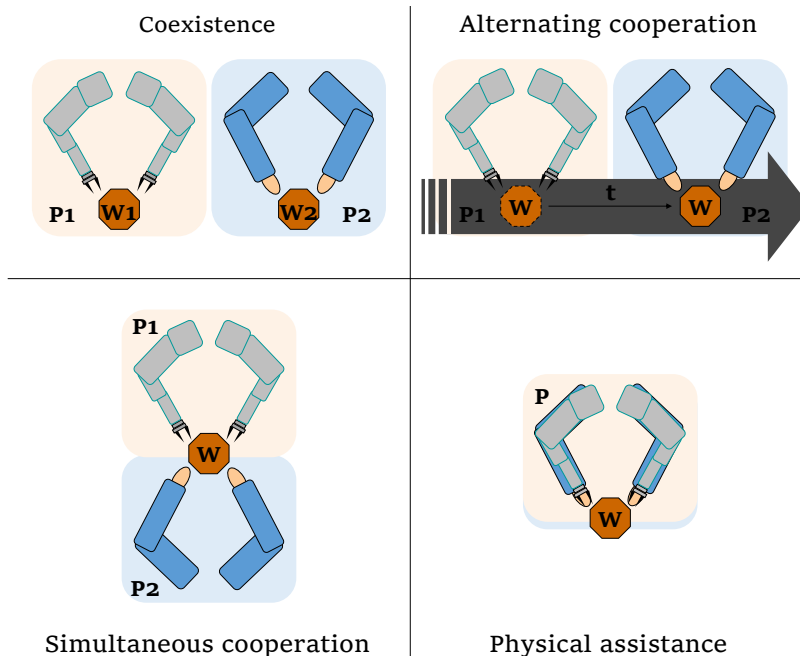 Coexistence
P1
W1
W2
P2
Alternating cooperation
P1
W
t
W
P2
P1
W
P2
Simultaneous cooperation
P
W
Physical assistance